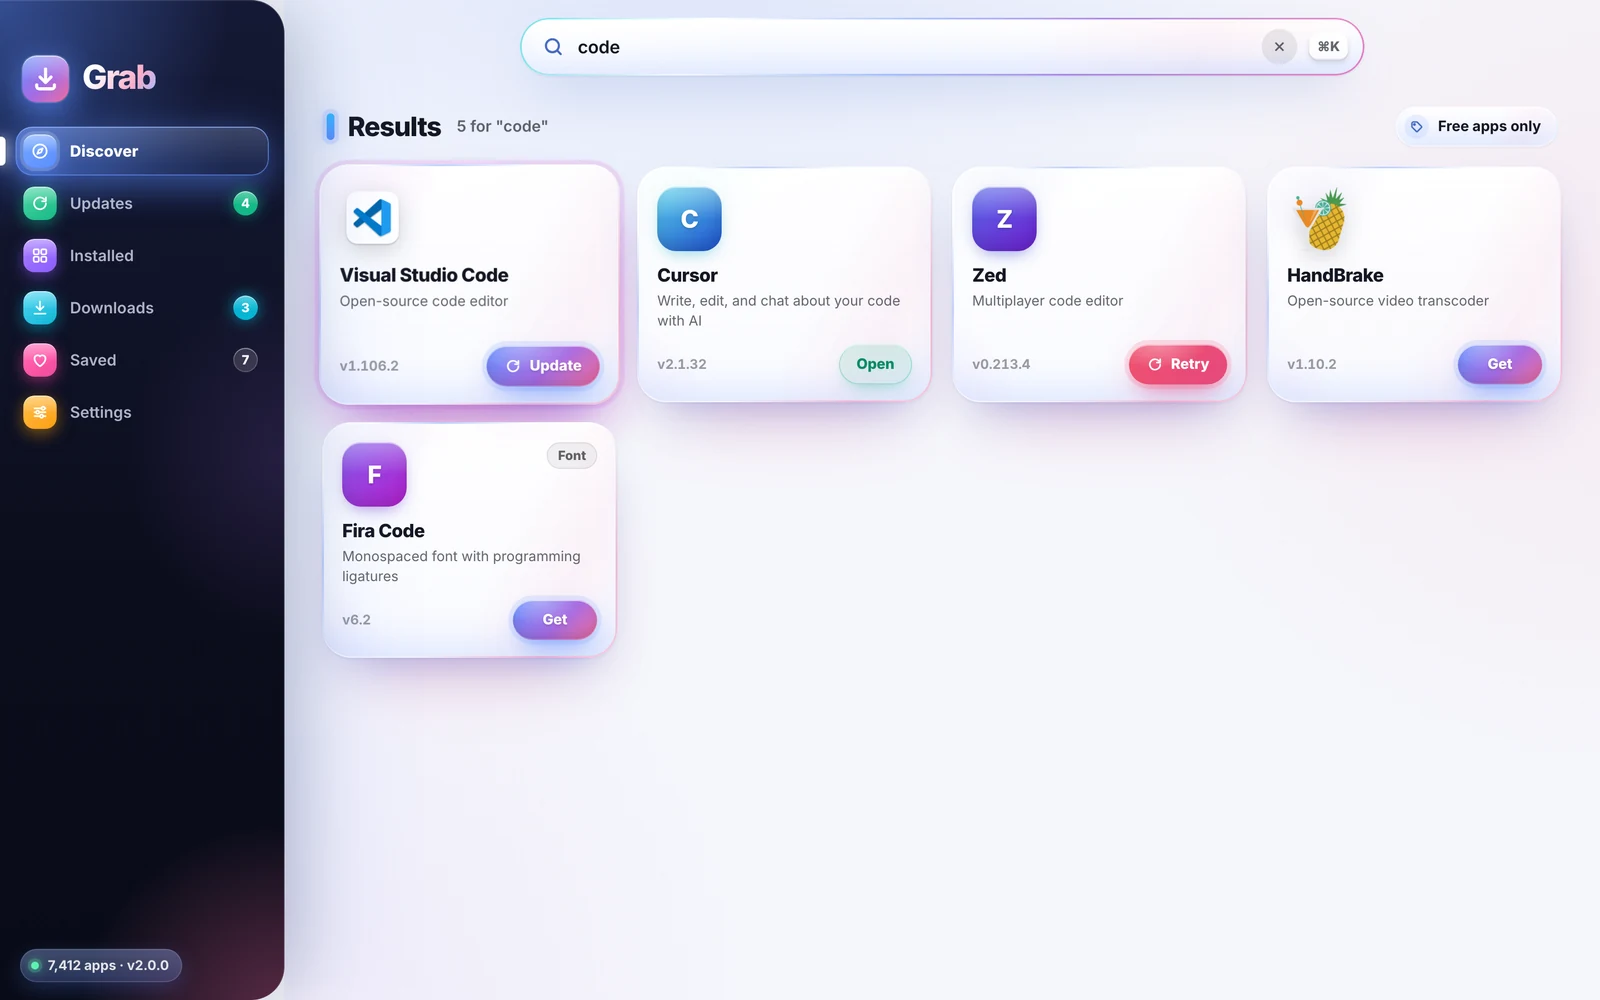 Grab
Discover
Updates
4
Installed
Downloads
3
Saved
7
Settings
7,412 apps · v2.0.0
code
⌘K
Results
5 for "code"
Free apps only
Visual Studio Code
Open-source code editor
v1.106.2
Update
C
Cursor
Write, edit, and chat about your code
with AI
v2.1.32
Open
Z
Zed
Multiplayer code editor
v0.213.4
Retry
HandBrake
Open-source video transcoder
v1.10.2
Get
F
Font
Fira Code
Monospaced font with programming
ligatures
v6.2
Get